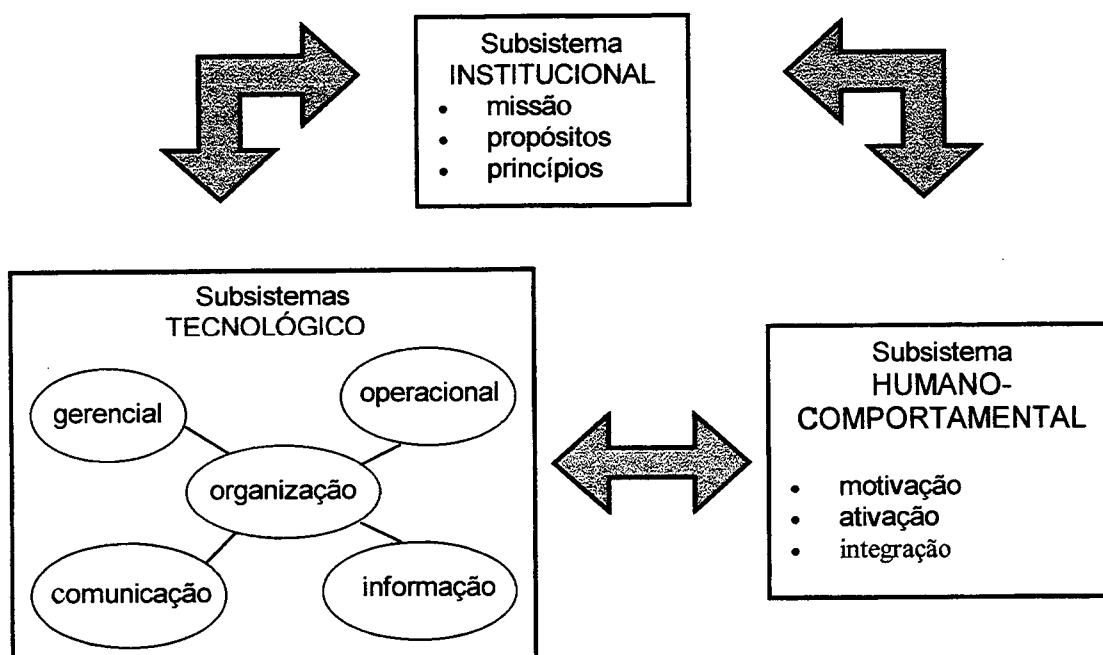 Subsistema
INSTITUCIONAL
• missão
• propósitos
• princípios
Subsistemas
TECNOLÓGICO
gerencial
operacional
organização
comunicação
informação
Subsistema
HUMANO-
COMPORTAMENTAL
• motivação
• ativação
• integração